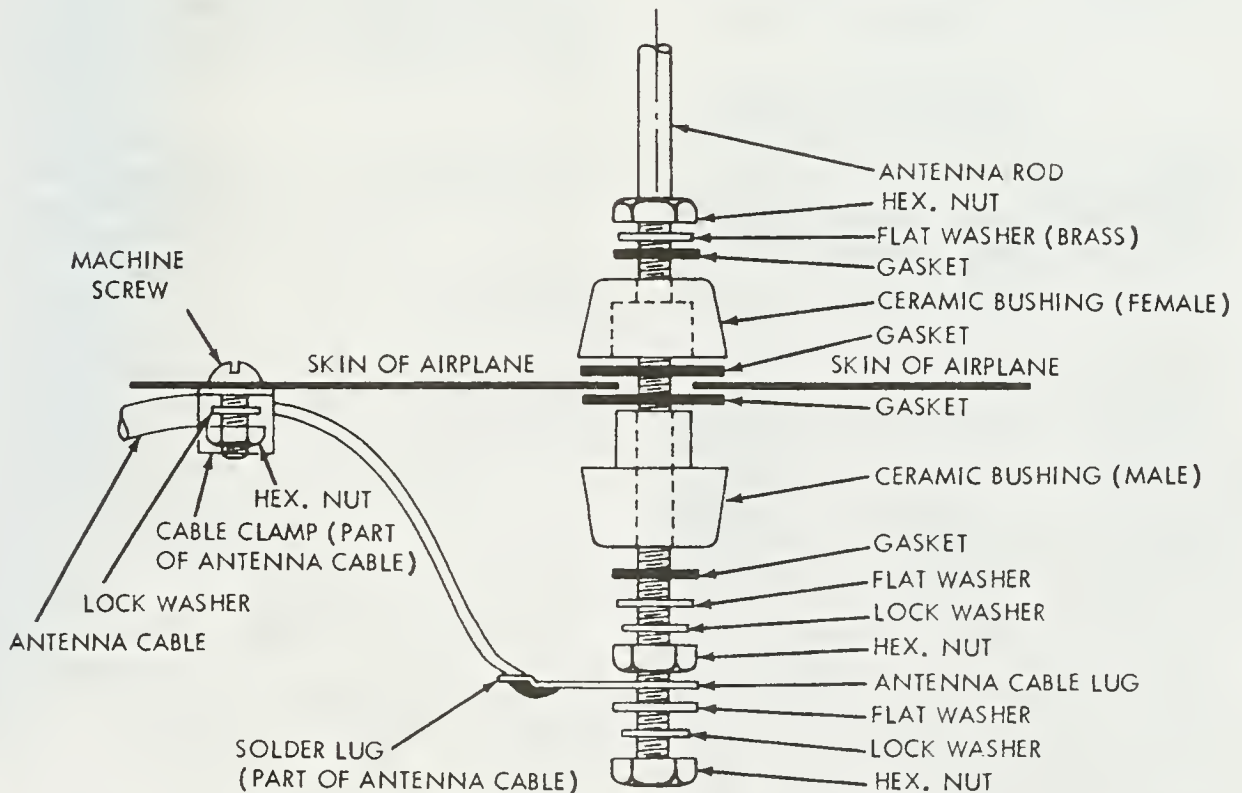 ANTENNA ROD
HEX. NUT
FLAT WASHER (BRASS)
GASKET
MACHINE
SCREW
CERAMIC BUSHING (FEMALE)
GASKET
SKIN OF AIRPLANE
SKIN OF AIRPLANE
GASKET
CERAMIC BUSHING (MALE)
HEX. NUT
CABLE CLAMP (PART
OF ANTENNA CABLE)
LOCK WASHER
ANTENNA CABLE
GASKET
FLAT WASHER
LOCK WASHER
HEX. NUT
ANTENNA CABLE LUG
FLAT WASHER
SOLDER LUG
(PART OF ANTENNA CABLE)
LOCK WASHER
HEX. NUT